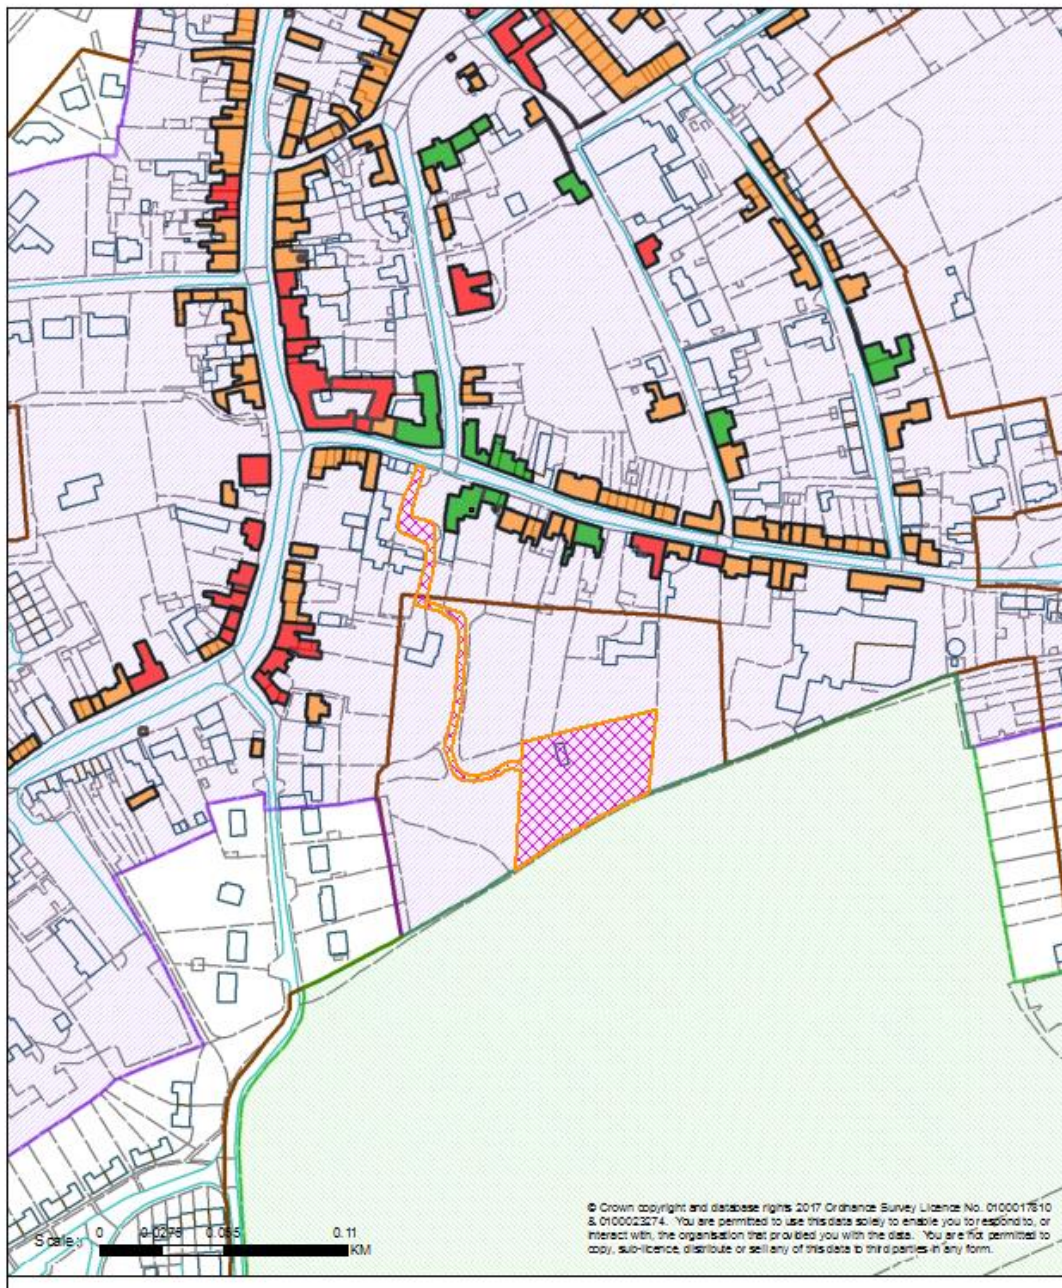 © Crown copyright and database rights 2017 Ordnance Survey Licence No. 0100017810
& 0100023274. You are permitted to use this data solely to enable you to respond to, or
interact with, the organisation that provided you with the data. You are not permitted to
copy, sub-licence, distribute or sell any of this data to third parties in any form.
Scale: 0 0.0275 0.055 0.11
KM